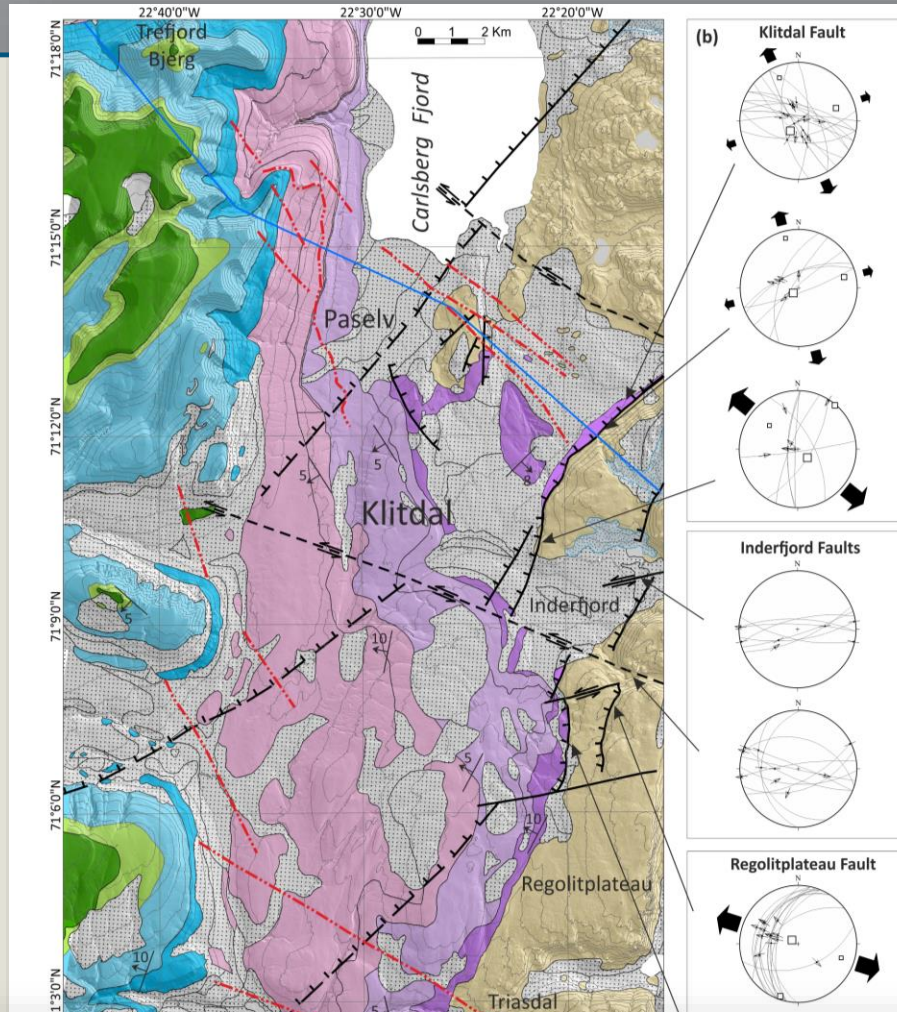 22°40'0"W
22°30'0"W
22°20'0"W
71°18'0"N
71°15'0"N
71°12'0"N
71°9'0"N
71°6'0"N
1°3'0"N
Trefjord
Bjerg
0 1 2 Km
Carlsberg Fjord
Paselv
5
5
8
Klitdal
Inderfjord
5
10
5
10
Regolitplateau
10
5
Triasdal
(b)
Klitdal Fault
N
N
N
Inderfjord Faults
N
N
Regolitplateau Fault
N